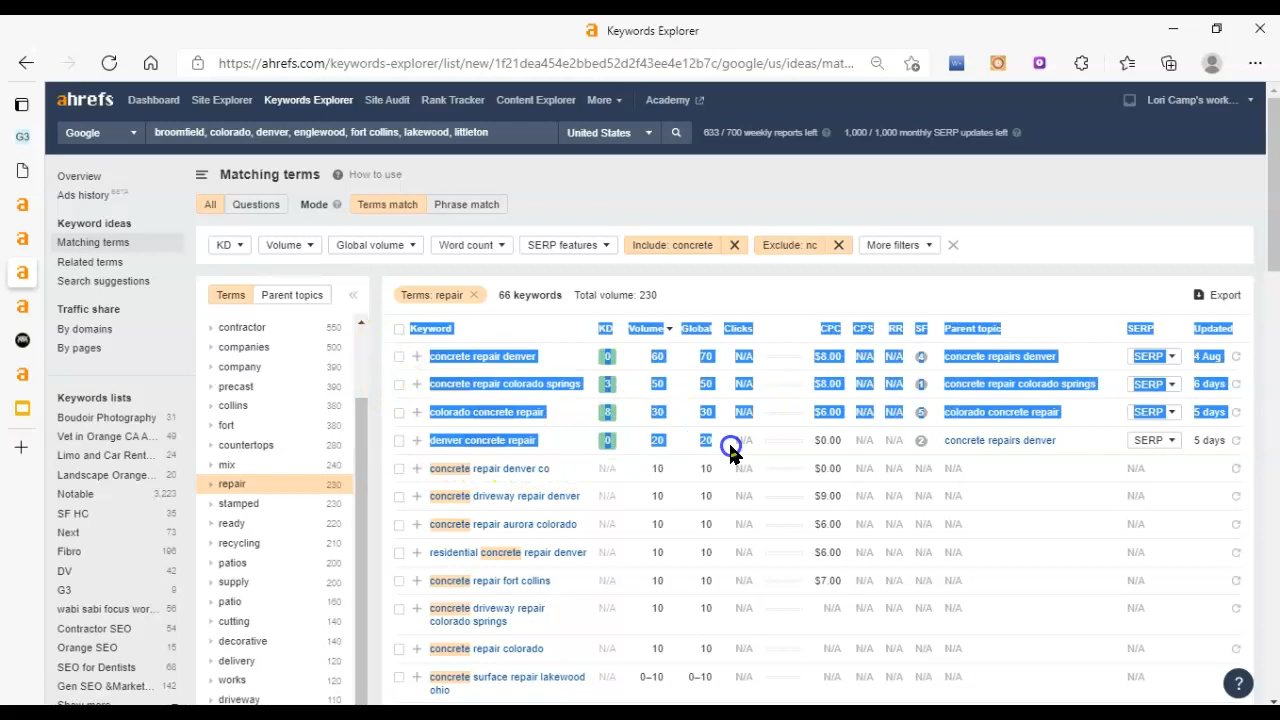 Keywords Explorer
https://ahrefs.com/keywords-explorer/list/new/1f21dea454e2bbed52d2f43ee4e12b7c/google/us/ideas/mat...
ahrefs Dashboard Site Explorer Keywords Explorer Site Audit Rank Tracker Content Explorer More Academy Lori Camp's work...
Google broomfield, colorado, denver, englewood, fort collins, lakewood, littleton United States 633 / 700 weekly reports left 1,000 / 1,000 monthly SERP updates left
G3
Overview
Ads history BETA
Keyword ideas
Matching terms
Related terms
Search suggestions
Traffic share
By domains
By pages
Keywords lists
Boudoir Photography 31
Vet in Orange CA A... 49
Limo and Car Rent... 23
Landscape Orange... 20
Notable 3,223
SF HC 35
Next 73
Fibro 196
DV 42
G3 9
wabi sabi focus wor... 56
Contractor SEO 54
Orange SEO 15
SEO for Dentists 68
Gen SEO &Market... 142
Show more
Matching terms How to use
All Questions Mode Terms match Phrase match
KD Volume Global volume Word count SERP features Include: concrete Exclude: nc More filters
Terms Parent topics
contractor 550
companies 390
company 390
precast 390
collins 330
fort 330
countertops 280
mix 240
repair 230
stamped 230
ready 220
recycling 210
patios 200
supply 200
patio 160
cutting 140
decorative 140
delivery 120
works 120
driveway 110
Terms: repair 66 keywords Total volume: 230 Export
Keyword KD Volume Global Clicks CPC CPS RR SF Parent topic SERP Updated
concrete repair denver 0 60 70 N/A $8.00 N/A N/A 4 concrete repairs denver SERP 4 Aug
concrete repair colorado springs 3 50 50 N/A $8.00 N/A N/A 1 concrete repair colorado springs SERP 6 days
colorado concrete repair 8 30 30 N/A $6.00 N/A N/A 5 colorado concrete repair SERP 5 days
denver concrete repair 0 20 20 N/A $0.00 N/A N/A 2 concrete repairs denver SERP 5 days
concrete repair denver co N/A 10 10 N/A $0.00 N/A N/A N/A N/A N/A
concrete driveway repair denver N/A 10 10 N/A $9.00 N/A N/A N/A N/A N/A
concrete repair aurora colorado N/A 10 10 N/A $6.00 N/A N/A N/A N/A N/A
residential concrete repair denver N/A 10 10 N/A $6.00 N/A N/A N/A N/A N/A
concrete repair fort collins N/A 10 10 N/A $7.00 N/A N/A N/A N/A N/A
concrete driveway repair colorado springs N/A 10 10 N/A N/A N/A N/A N/A N/A N/A
concrete repair colorado N/A 10 10 N/A N/A N/A N/A N/A N/A N/A
concrete surface repair lakewood ohio N/A 0–10 0–10 N/A N/A N/A N/A N/A N/A N/A
?